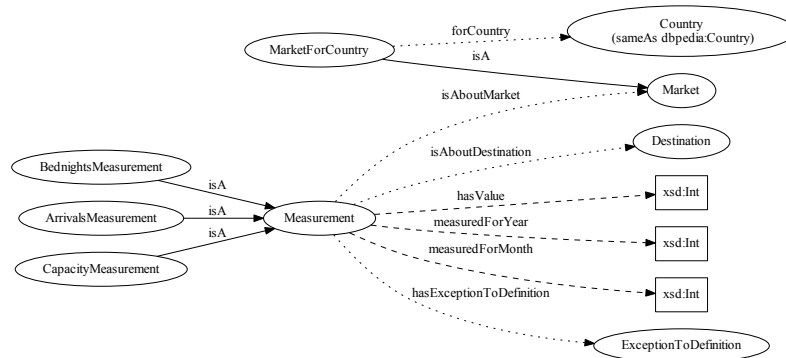 Country
(sameAs dbpedia:Country)
forCountry
MarketForCountry
isA
Market
isAboutMarket
Destination
isAboutDestination
BednightsMeasurement
isA
hasValue
xsd:Int
ArrivalsMeasurement
isA
Measurement
measuredForYear
xsd:Int
measuredForMonth
isA
CapacityMeasurement
xsd:Int
hasExceptionToDefinition
ExceptionToDefinition